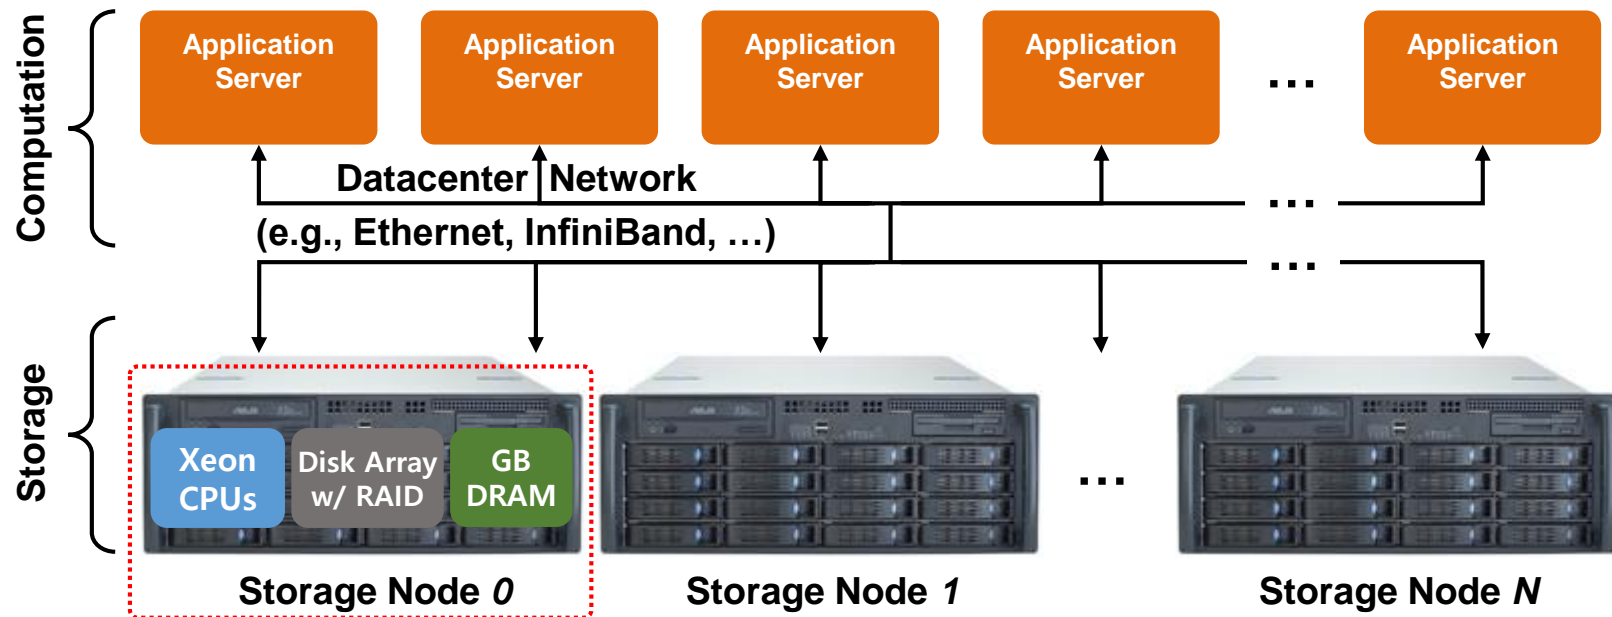 Computation
Application
Server
Application
Server
Application
Server
Application
Server
...
Application
Server
Datacenter Network
...
(e.g., Ethernet, InfiniBand, …)
...
Storage
Xeon
CPUs
Disk Array
w/ RAID
GB
DRAM
...
Storage Node 0
Storage Node 1
Storage Node N